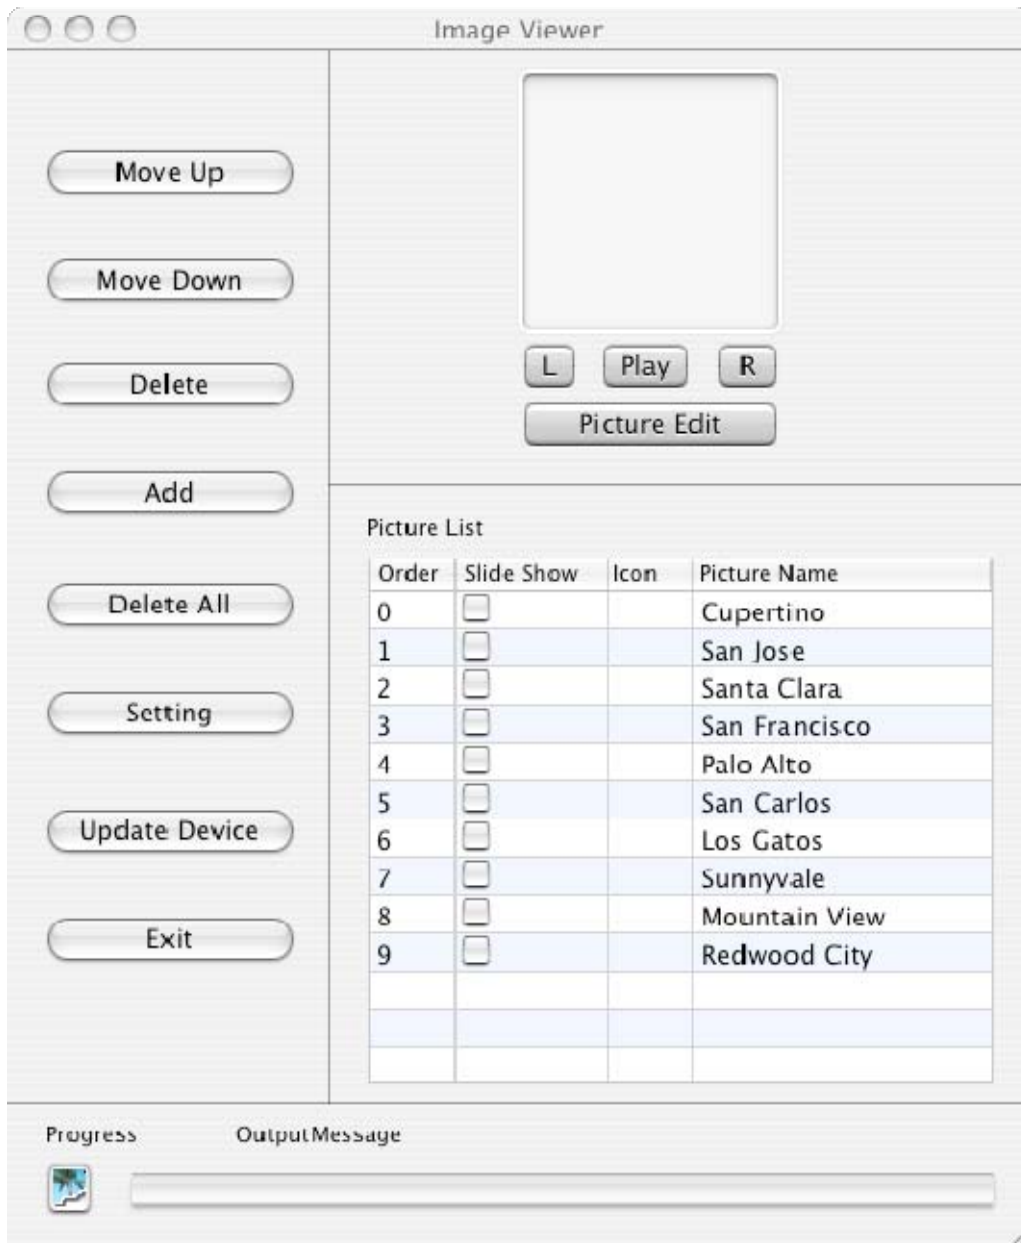 Image Viewer
Move Up
Move Down
Delete
Add
Delete All
Setting
Update Device
Exit
L Play R
Picture Edit
Picture List
Order Slide Show Icon Picture Name
0 Cupertino
1 San Jose
2 Santa Clara
3 San Francisco
4 Palo Alto
5 San Carlos
6 Los Gatos
7 Sunnyvale
8 Mountain View
9 Redwood City
Progress OutputMessage